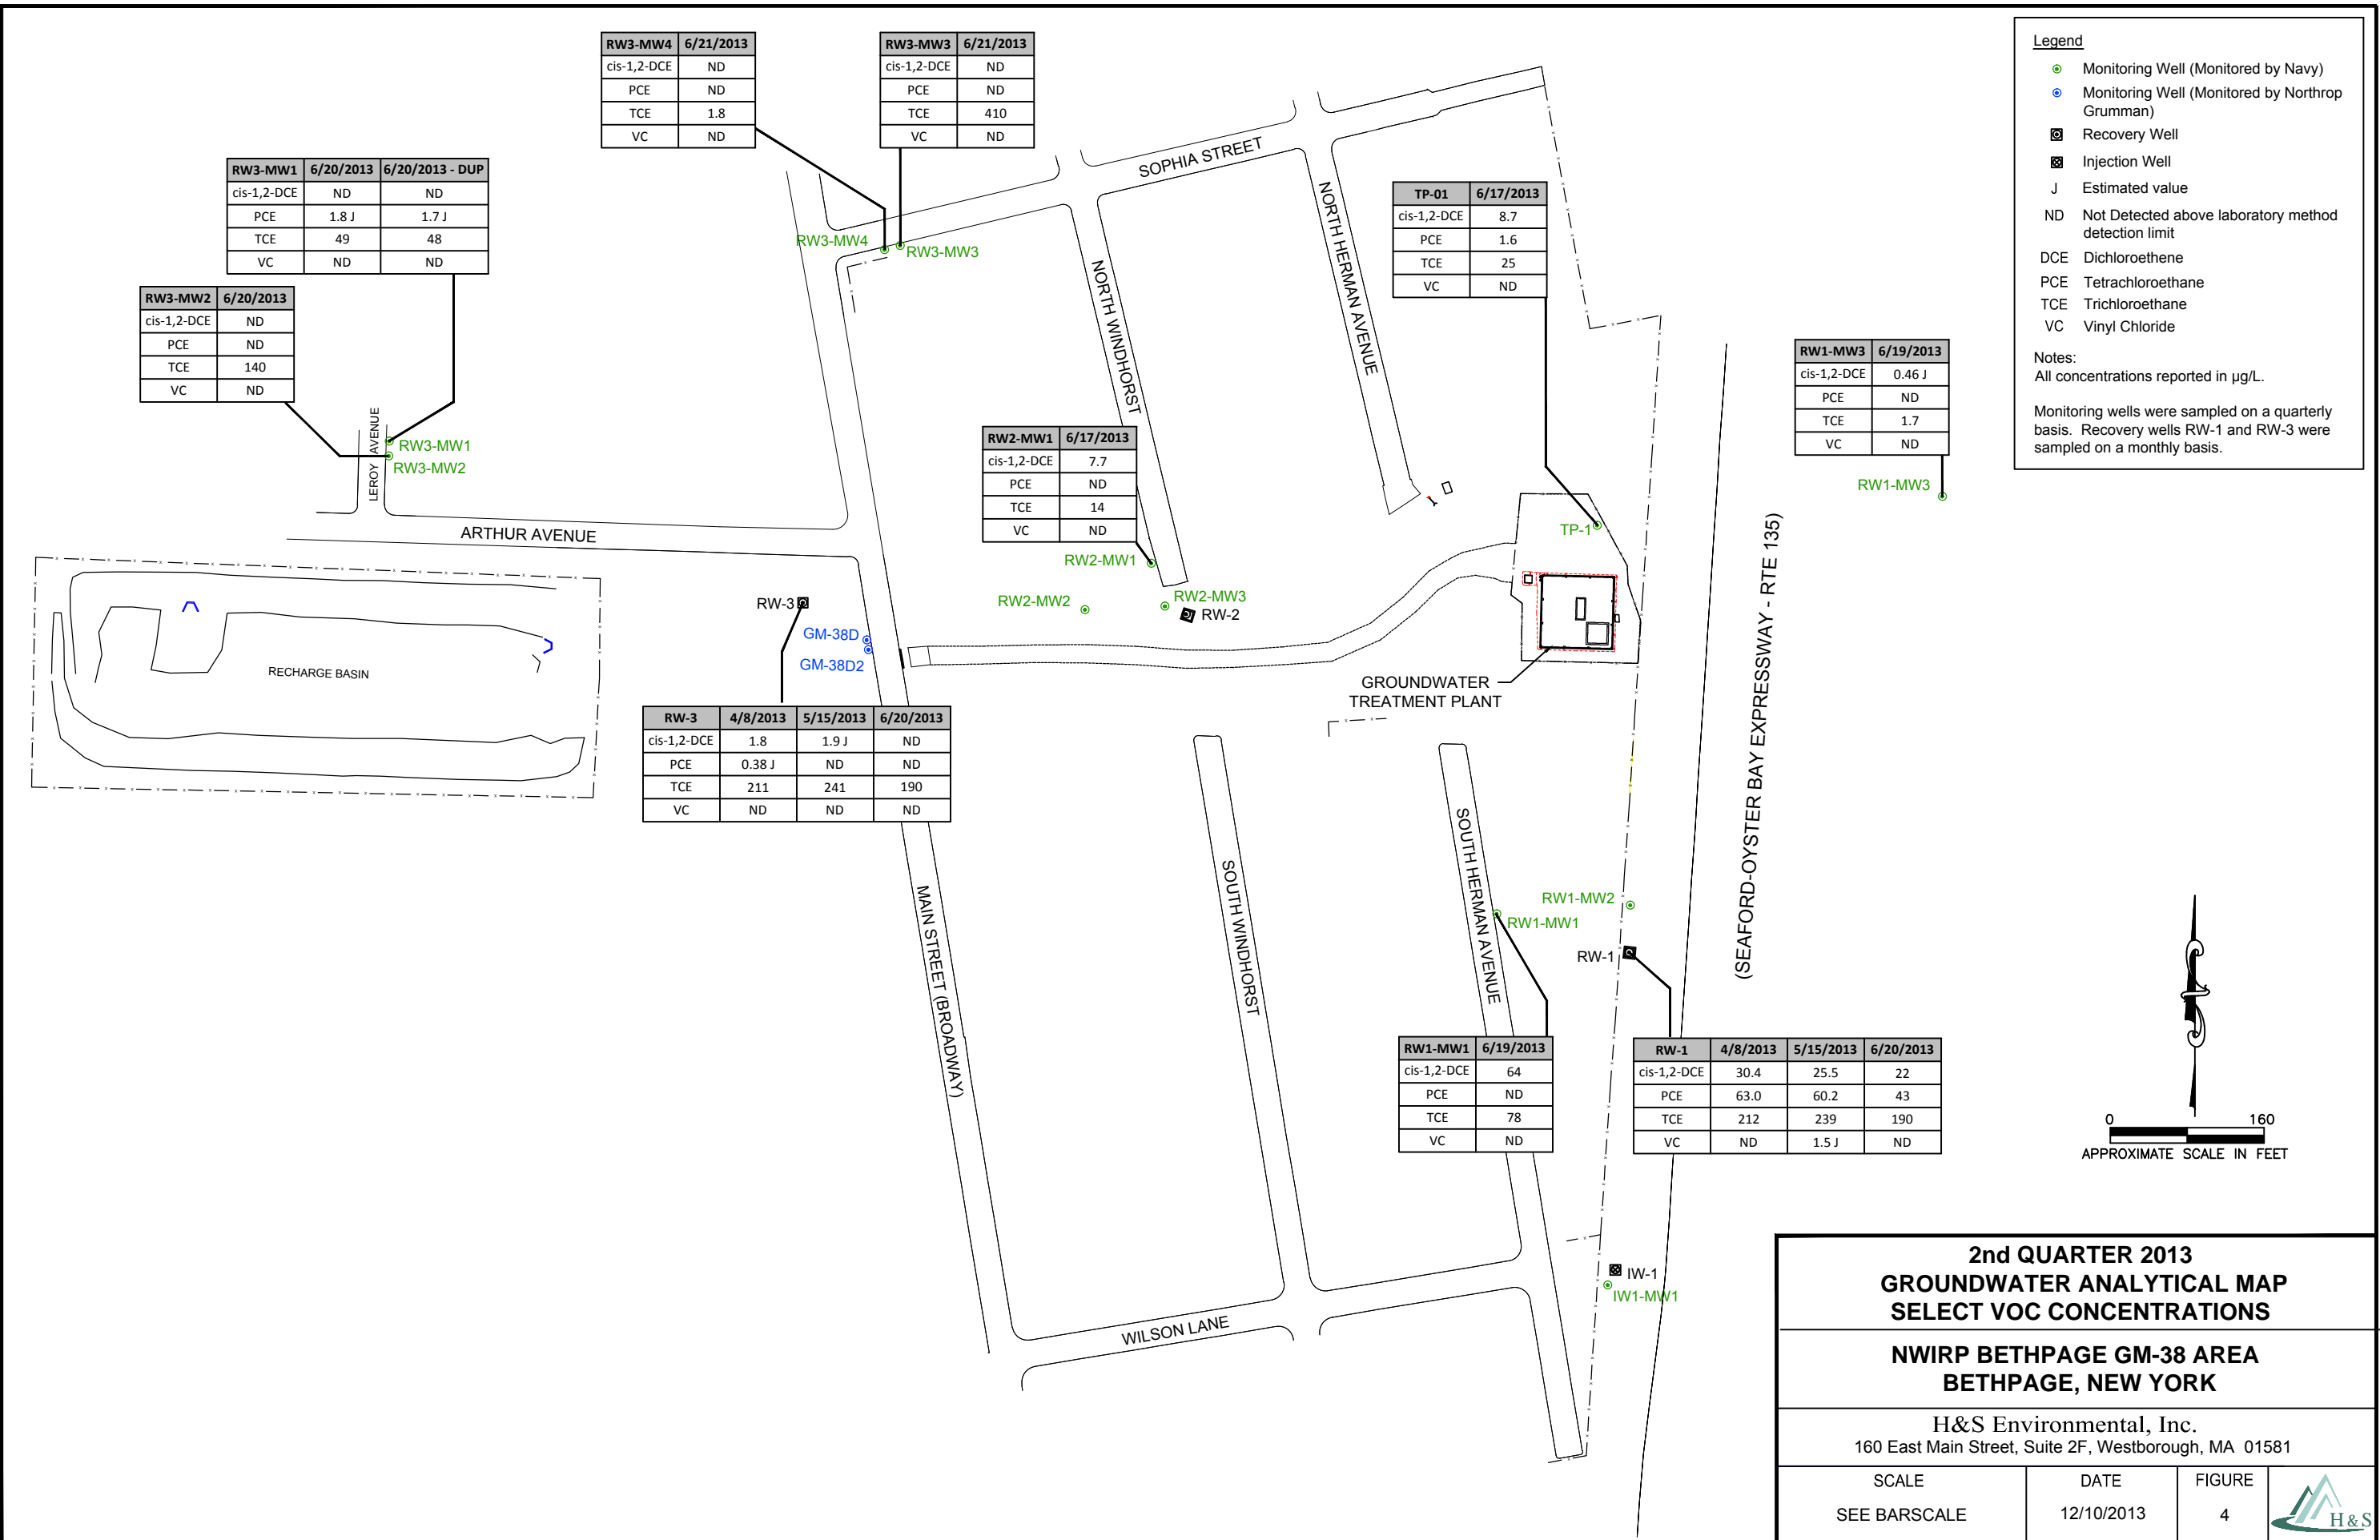 RW3-MW4 6/21/2013
cis-1,2-DCE ND
PCE ND
TCE 1.8
VC ND
RW3-MW3 6/21/2013
cis-1,2-DCE ND
PCE ND
TCE 410
VC ND
RW3-MW1 6/20/2013 6/20/2013 - DUP
cis-1,2-DCE ND ND
PCE 1.8 J 1.7 J
TCE 49 48
VC ND ND
RW3-MW2 6/20/2013
cis-1,2-DCE ND
PCE ND
TCE 140
VC ND
TP-01 6/17/2013
cis-1,2-DCE 8.7
PCE 1.6
TCE 25
VC ND
RW1-MW3 6/19/2013
cis-1,2-DCE 0.46 J
PCE ND
TCE 1.7
VC ND
RW1-MW3
Legend
Monitoring Well (Monitored by Navy)
Monitoring Well (Monitored by Northrop
Grumman)
Recovery Well
Injection Well
J Estimated value
ND Not Detected above laboratory method
detection limit
DCE Dichloroethene
PCE Tetrachloroethane
TCE Trichloroethane
VC Vinyl Chloride
Notes:
All concentrations reported in µg/L.
Monitoring wells were sampled on a quarterly
basis. Recovery wells RW-1 and RW-3 were
sampled on a monthly basis.
SOPHIA STREET
NORTH HERMAN AVENUE
NORTH WINDHORST
RW3-MW4
RW3-MW3
LEROY AVENUE
RW3-MW1
RW3-MW2
ARTHUR AVENUE
RW2-MW1 6/17/2013
cis-1,2-DCE 7.7
PCE ND
TCE 14
VC ND
RW2-MW1
RW2-MW2
RW2-MW3
RW-2
TP-1
RW-3
GM-38D
GM-38D2
RECHARGE BASIN
GROUNDWATER
TREATMENT PLANT
(SEAFORD-OYSTER BAY EXPRESSWAY - RTE 135)
RW-3 4/8/2013 5/15/2013 6/20/2013
cis-1,2-DCE 1.8 1.9 J ND
PCE 0.38 J ND ND
TCE 211 241 190
VC ND ND ND
MAIN STREET (BROADWAY)
SOUTH WINDHORST
SOUTH HERMAN AVENUE
RW1-MW2
RW1-MW1
RW-1
RW1-MW1 6/19/2013
cis-1,2-DCE 64
PCE ND
TCE 78
VC ND
RW-1 4/8/2013 5/15/2013 6/20/2013
cis-1,2-DCE 30.4 25.5 22
PCE 63.0 60.2 43
TCE 212 239 190
VC ND 1.5 J ND
0 160
APPROXIMATE SCALE IN FEET
IW-1
IW1-MW1
WILSON LANE
2nd QUARTER 2013
GROUNDWATER ANALYTICAL MAP
SELECT VOC CONCENTRATIONS
NWIRP BETHPAGE GM-38 AREA
BETHPAGE, NEW YORK
H&S Environmental, Inc.
160 East Main Street, Suite 2F, Westborough, MA 01581
SCALE
SEE BARSCALE
DATE
12/10/2013
FIGURE
4
H&S